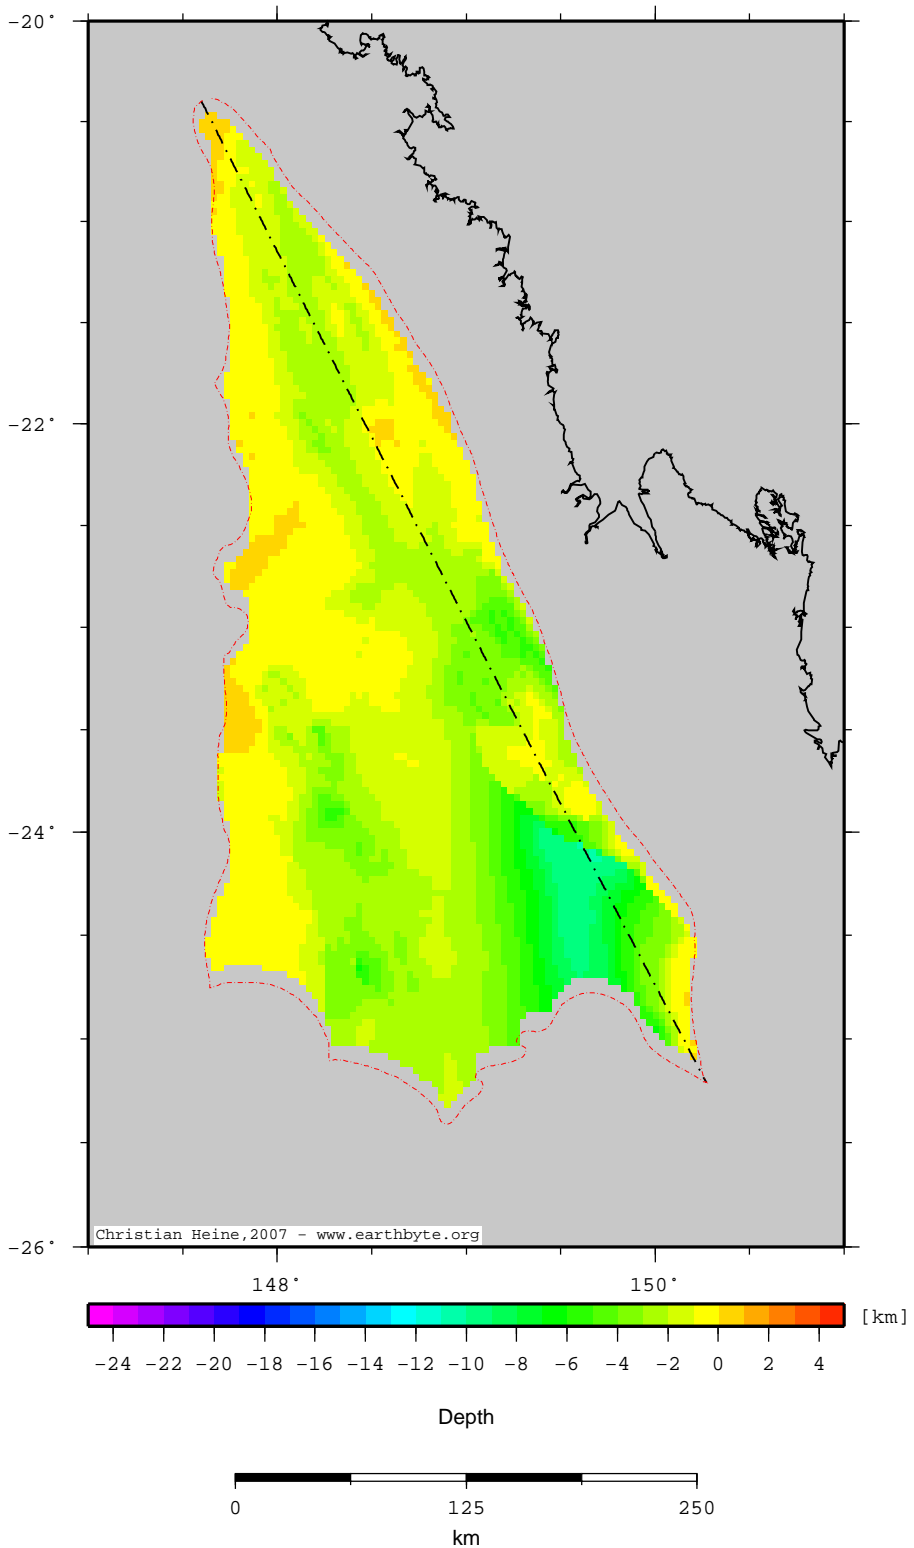 −20°
−22°
−24°
−26°
Christian Heine,2007 - www.earthbyte.org
148° 150°
[km]
−24 −22 −20 −18 −16 −14 −12 −10 −8 −6 −4 −2 0 2 4
Depth
0 125 250
km